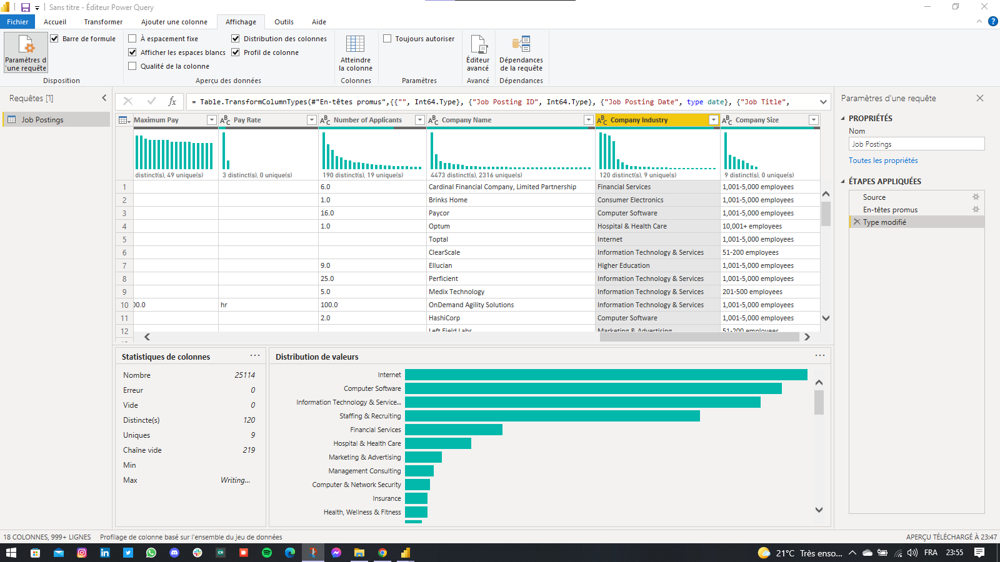 Sans titre - Éditeur Power Query
Fichier Accueil Transformer Ajouter une colonne Affichage Outils Aide
Paramètres d'une requête
Barre de formule
Disposition
À espacement fixe
Afficher les espaces blancs
Qualité de la colonne
Distribution des colonnes
Profil de colonne
Aperçu des données
Atteindre la colonne
Colonnes
Toujours autoriser
Paramètres
Éditeur avancé
Avancé
Dépendances de la requête
Dépendances
Requêtes [1]
Job Postings
fx = Table.TransformColumnTypes(#"En-têtes promus",{{"", Int64.Type}, {"Job Posting ID", Int64.Type}, {"Job Posting Date", type date}, {"Job Title",
Maximum Pay ABC Pay Rate ABC Number of Applicants ABC Company Name ABC Company Industry ABC Company Size
distinct(s), 49 unique(s) 3 distinct(s), 0 unique(s) 190 distinct(s), 19 unique(s) 4473 distinct(s), 2316 unique(s) 120 distinct(s), 9 unique(s) 9 distinct(s), 0 unique(s)
1 6.0 Cardinal Financial Company, Limited Partnership Financial Services 1,001-5,000 employees
2 1.0 Brinks Home Consumer Electronics 1,001-5,000 employees
3 16.0 Paycor Computer Software 1,001-5,000 employees
4 1.0 Optum Hospital & Health Care 10,001+ employees
5 Toptal Internet 1,001-5,000 employees
6 ClearScale Information Technology & Services 51-200 employees
7 9.0 Ellucian Higher Education 1,001-5,000 employees
8 25.0 Perficient Information Technology & Services 1,001-5,000 employees
9 5.0 Medix Technology Information Technology & Services 201-500 employees
10 00.0 hr 100.0 OnDemand Agility Solutions Information Technology & Services 1,001-5,000 employees
11 2.0 HashiCorp Computer Software 1,001-5,000 employees
12 Left Field Labs Marketing & Advertising 51-200 employees
Statistiques de colonnes ...
Nombre 25114
Erreur 0
Vide 0
Distincte(s) 120
Uniques 9
Chaîne vide 219
Min
Max Writing...
Distribution de valeurs ...
Internet
Computer Software
Information Technology & Service...
Staffing & Recruiting
Financial Services
Hospital & Health Care
Marketing & Advertising
Management Consulting
Computer & Network Security
Insurance
Health, Wellness & Fitness
Paramètres d'une requête
PROPRIÉTÉS
Nom
Job Postings
Toutes les propriétés
ÉTAPES APPLIQUÉES
Source
En-têtes promus
Type modifié
18 COLONNES, 999+ LIGNES Profilage de colonne basé sur l'ensemble du jeu de données APERÇU TÉLÉCHARGÉ À 23:47
21°C Très enso... FRA 23:55